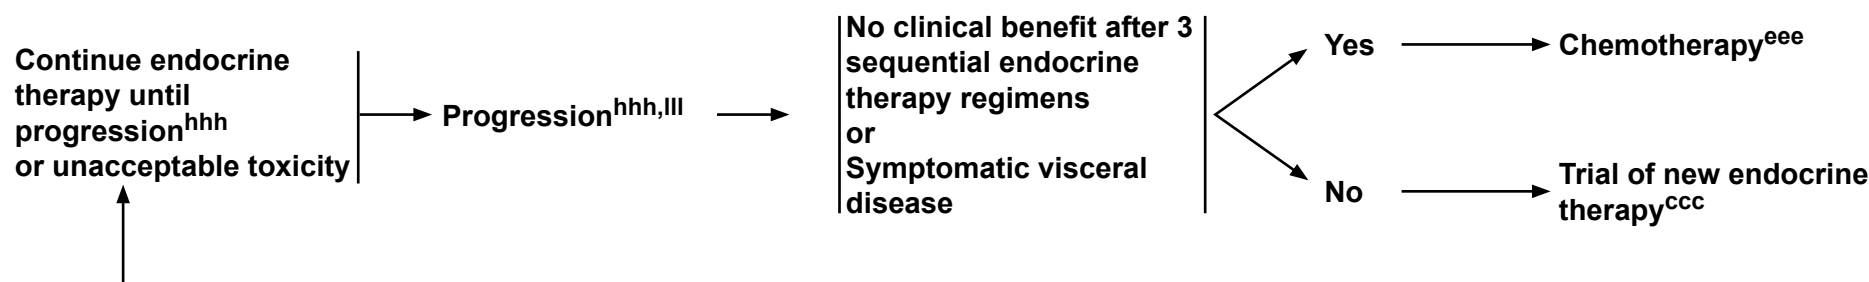 Continue endocrine
therapy until
progressionhhh
or unacceptable toxicity
Progressionhhh,lll
No clinical benefit after 3
sequential endocrine
therapy regimens
or
Symptomatic visceral
disease
Yes
Chemotherapyeee
No
Trial of new endocrine
therapyccc